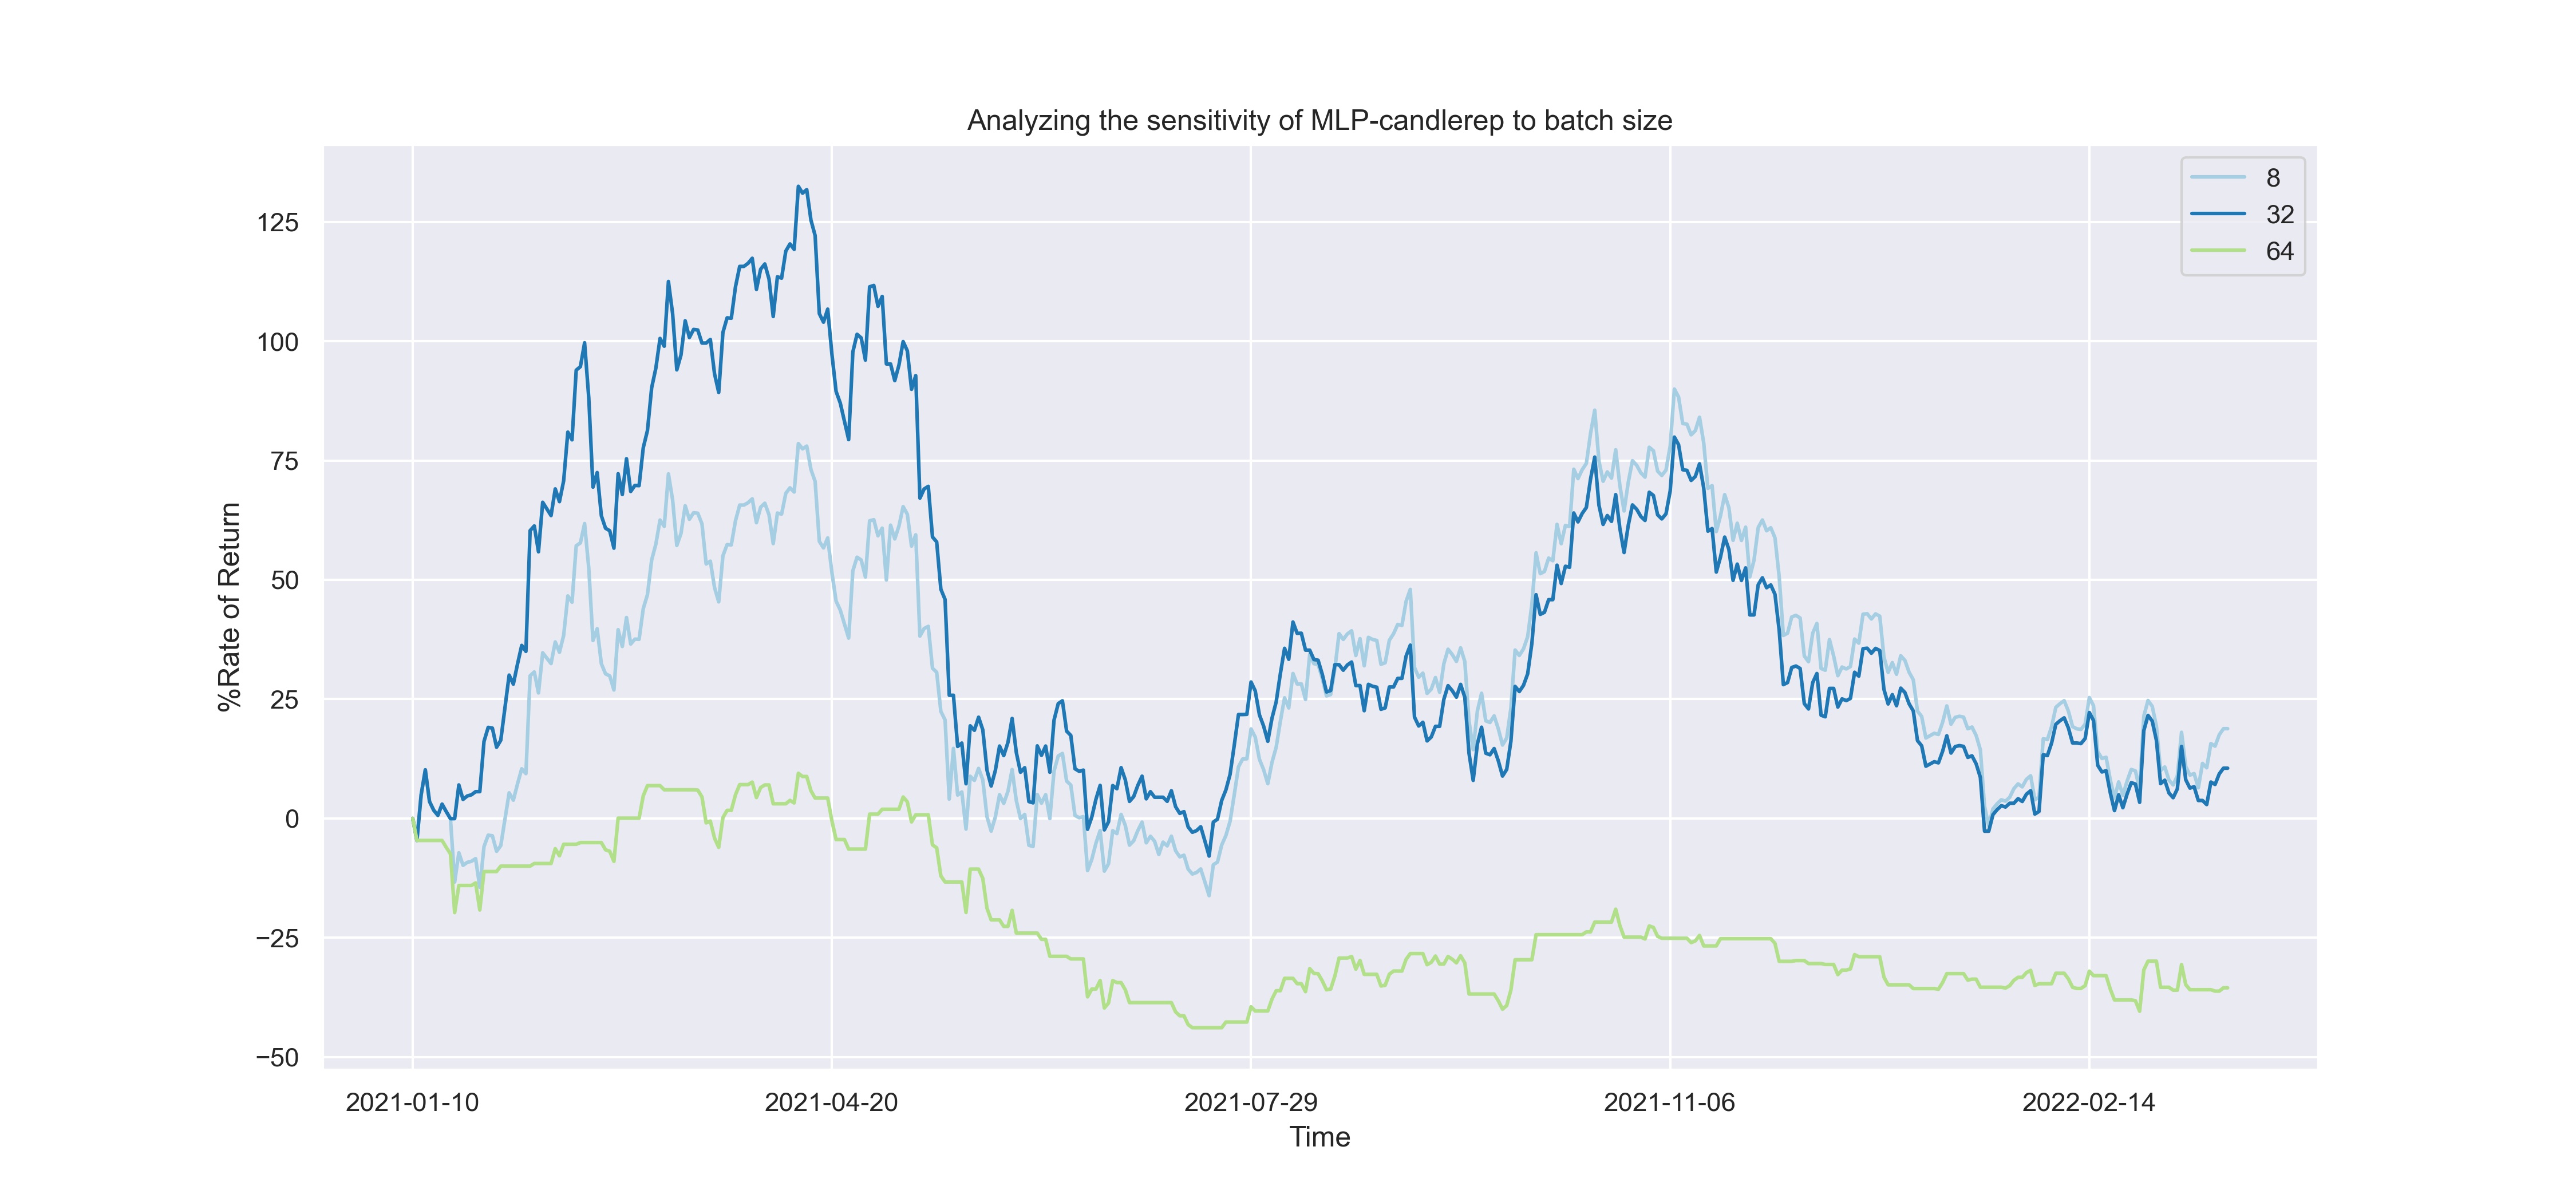 Analyzing the sensitivity of MLP-candlerep to batch size
8
32
64
%Rate of Return
125
100
75
50
25
0
−25
−50
2021-01-10 2021-04-20 2021-07-29 2021-11-06 2022-02-14
Time